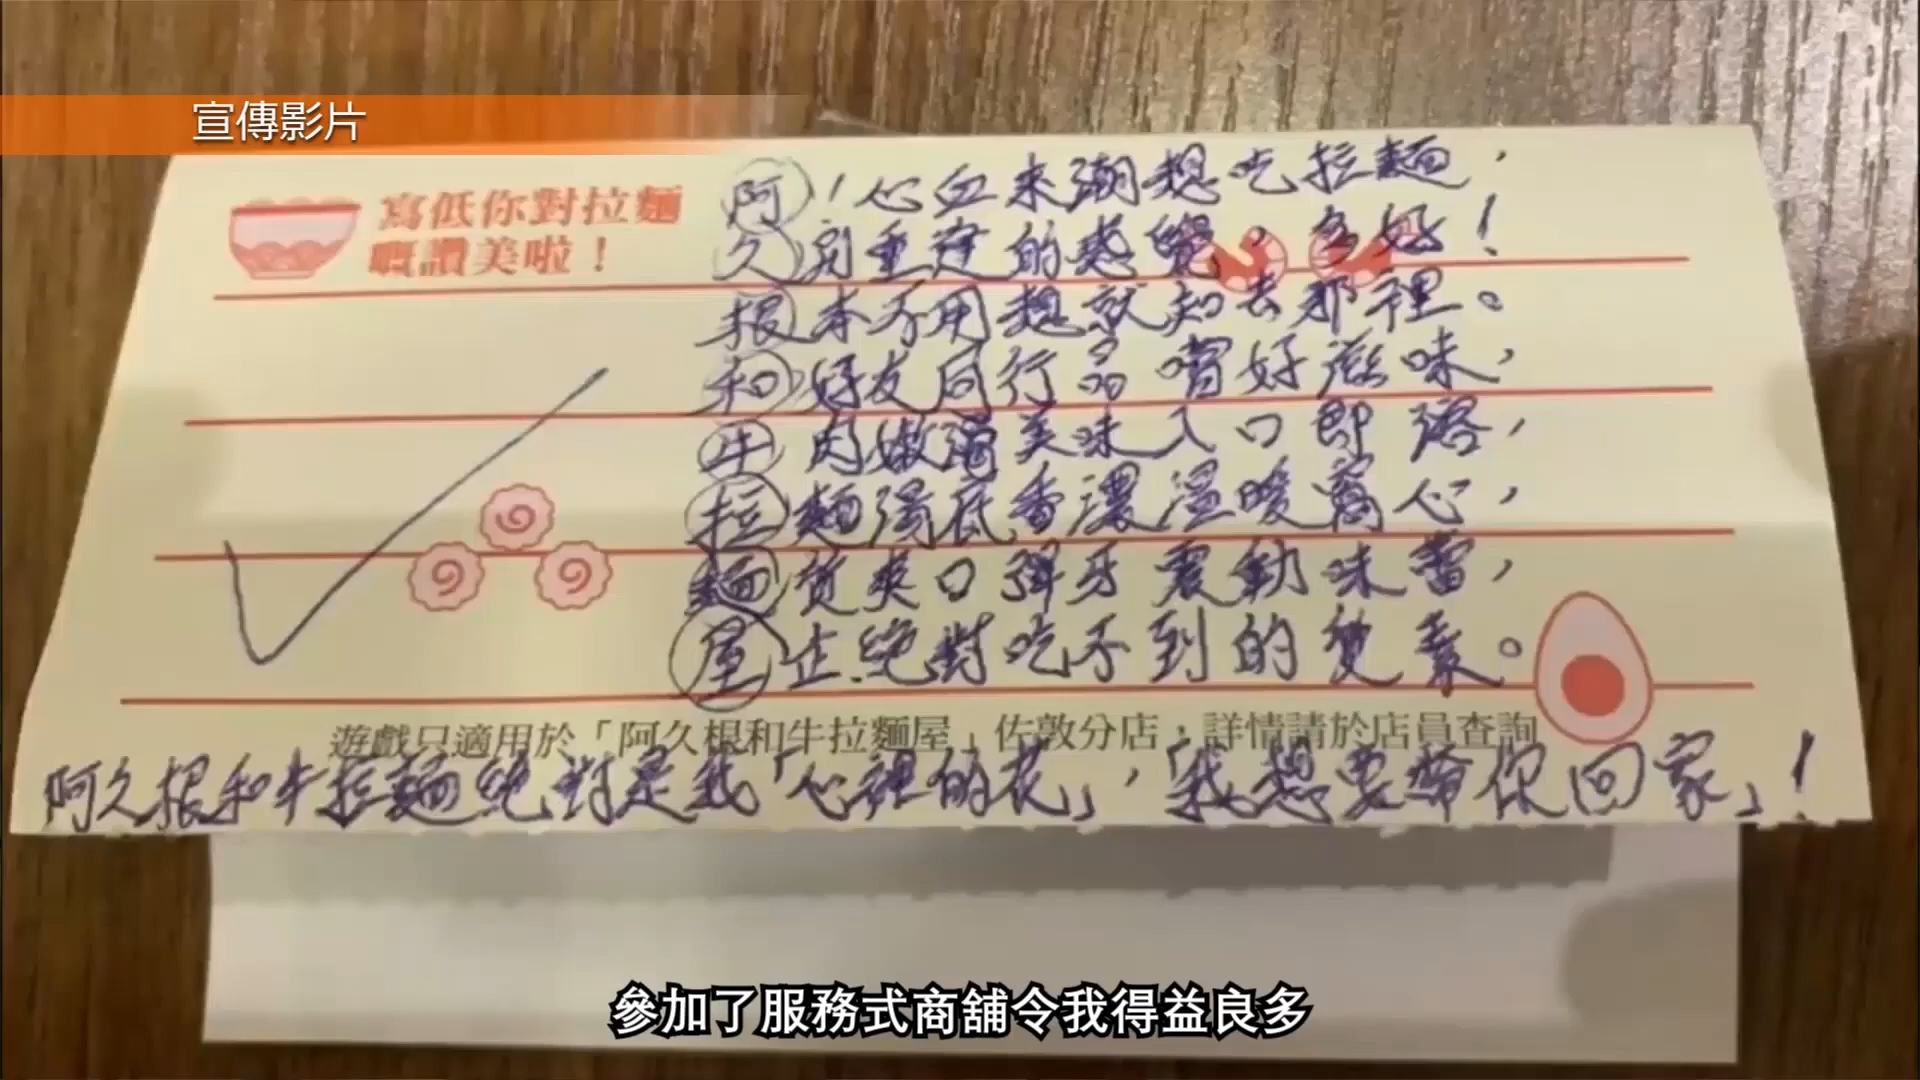 宣傳影片
寫低你對拉麵
嘅讚美啦！
阿！心血来潮想吃拉麵，
久別重逢的感覺，多好！
根本不用想就知去那裡。
和好友同行品嚐好滋味，
牛肉嫩滑美味入口即溶，
拉麵湯底香濃溫暖窩心，
麵質爽口彈牙震動味蕾，
屋企絕對吃不到的元素。
遊戲只適用於「阿久根和牛拉麵屋」佐敦分店，詳情請於店員查詢
阿久根和牛拉麵絕對是我「心裡的花」，「我想要帶你回家」！
參加了服務式商舖令我得益良多